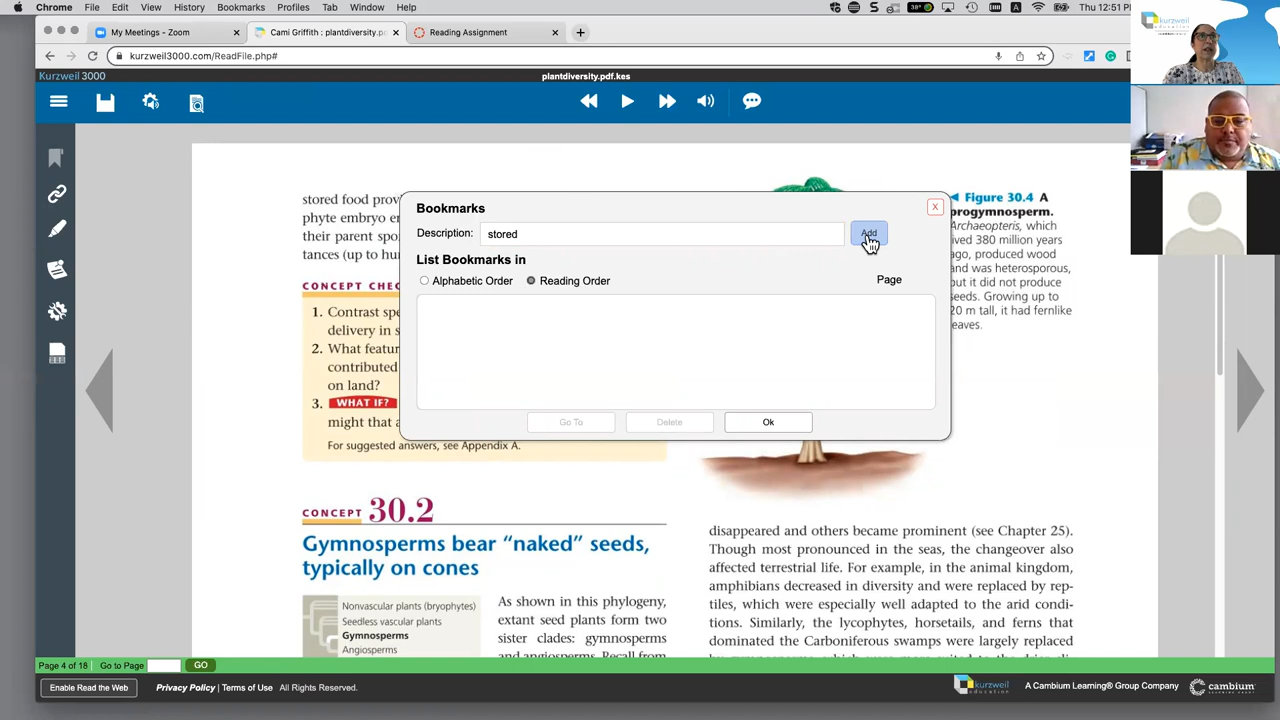 Chrome File Edit View History Bookmarks Profiles Tab Window Help 38° A Thu 12:51 P
My Meetings - Zoom × Cami Griffith : plantdiversity.p × Reading Assignment × +
kurzweil3000.com/ReadFile.php#
Kurzweil 3000 plantdiversity.pdf.kes
kurzweil
education
stored food prov
phyte embryo e
their parent spo
tances (up to hu
CONCEPT CHEC
1. Contrast spe
delivery in s
2. What featur
contributed
on land?
3. WHAT IF?
might that a
For suggested answers, see Appendix A.
Bookmarks X
Description: stored Add
List Bookmarks in
Alphabetic Order Reading Order Page
Go To Delete Ok
Figure 30.4 A
progymnosperm.
Archaeopteris, which
ived 380 million years
ago, produced wood
and was heterosporous,
but it did not produce
seeds. Growing up to
20 m tall, it had fernlike
eaves.
CONCEPT 30.2
Gymnosperms bear “naked” seeds,
typically on cones
Nonvascular plants (bryophytes)
Seedless vascular plants
Gymnosperms
Angiosperms
As shown in this phylogeny,
extant seed plants form two
sister clades: gymnosperms
and angiosperms. Recall from
disappeared and others became prominent (see Chapter 25).
Though most pronounced in the seas, the changeover also
affected terrestrial life. For example, in the animal kingdom,
amphibians decreased in diversity and were replaced by rep-
tiles, which were especially well adapted to the arid condi-
tions. Similarly, the lycophytes, horsetails, and ferns that
dominated the Carboniferous swamps were largely replaced
Page 4 of 18 Go to Page GO
Enable Read the Web Privacy Policy | Terms of Use All Rights Reserved. kurzweil education A Cambium Learning® Group Company cambium